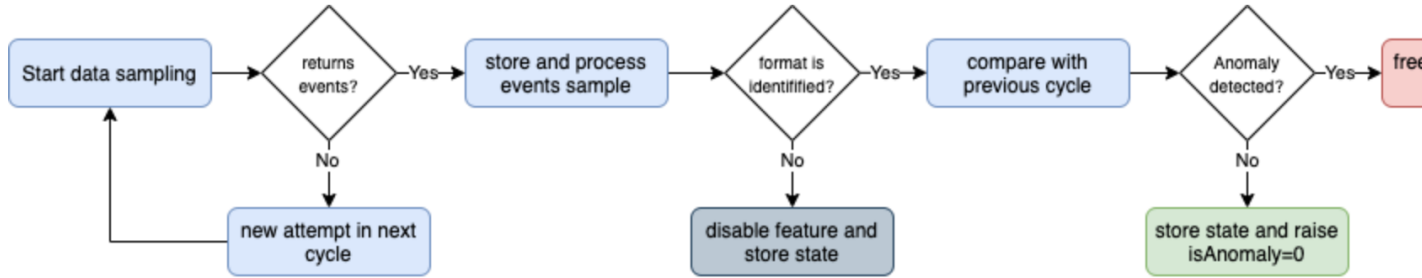 Start data sampling
returns
events?
Yes
store and process
events sample
format is
identifified?
Yes
compare with
previous cycle
Anomaly
detected?
Yes
No
No
No
new attempt in next
cycle
disable feature and
store state
store state and raise
isAnomaly=0